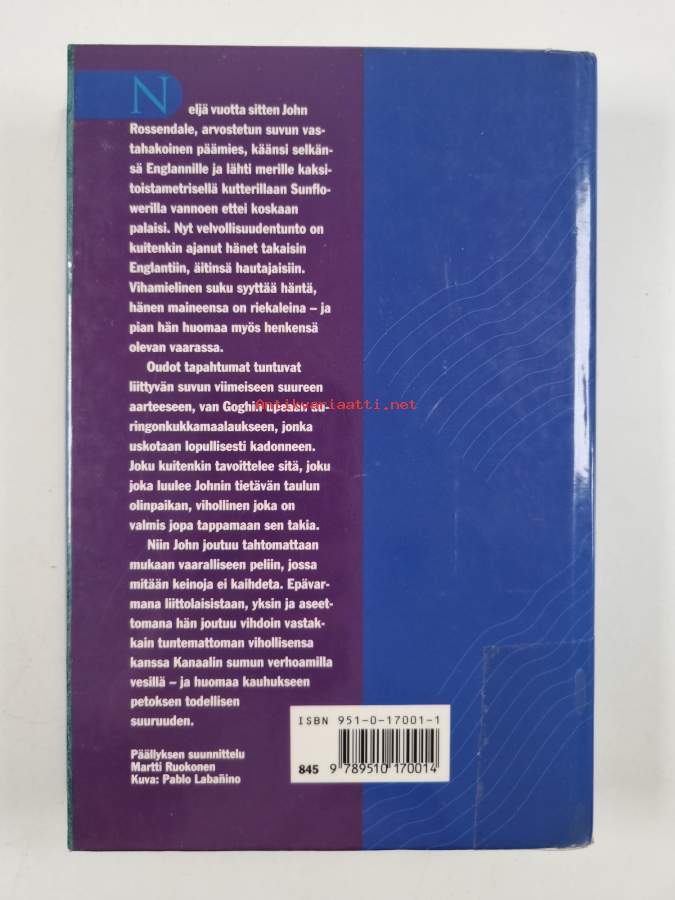 Neljä vuotta sitten John
Rossendale, arvostetun suvun vas-
tahakoinen päämies, käänsi selkän-
sä Englannille ja lähti merille kaksi-
toistametrisellä kutterillaan Sunflo-
werilla vannoen ettei koskaan
palaisi. Nyt velvollisuudentunto on
kuitenkin ajanut hänet takaisin
Englantiin, äitinsä hautajaisiin.
Vihamielinen suku syyttää häntä,
hänen maineensa on riekaleina – ja
pian hän huomaa myös henkensä
olevan vaarassa.
Oudot tapahtumat tuntuvat
liittyvän suvun viimeiseen suureen
aarteeseen, van Goghin upeaan au-
Antikvariaatti.net
ringonkukkamaalaukseen, jonka
uskotaan lopullisesti kadonneen.
Joku kuitenkin tavoittelee sitä, joku
joka luulee Johnin tietävän taulun
olinpaikan, vihollinen joka on
valmis jopa tappamaan sen takia.
Niin John joutuu tahtomattaan
mukaan vaaralliseen peliin, jossa
mitään keinoja ei kaihdeta. Epävar-
mana liittolaisistaan, yksin ja aseet-
tomana hän joutuu vihdoin vastak-
kain tuntemattoman vihollisensa
kanssa Kanaalin sumun verhoamilla
vesillä – ja huomaa kauhukseen
petoksen todellisen
suuruuden.
Päällyksen suunnittelu
Martti Ruokonen
Kuva: Pablo Labañino
ISBN 951-0-17001-1
845 9 789510 170014